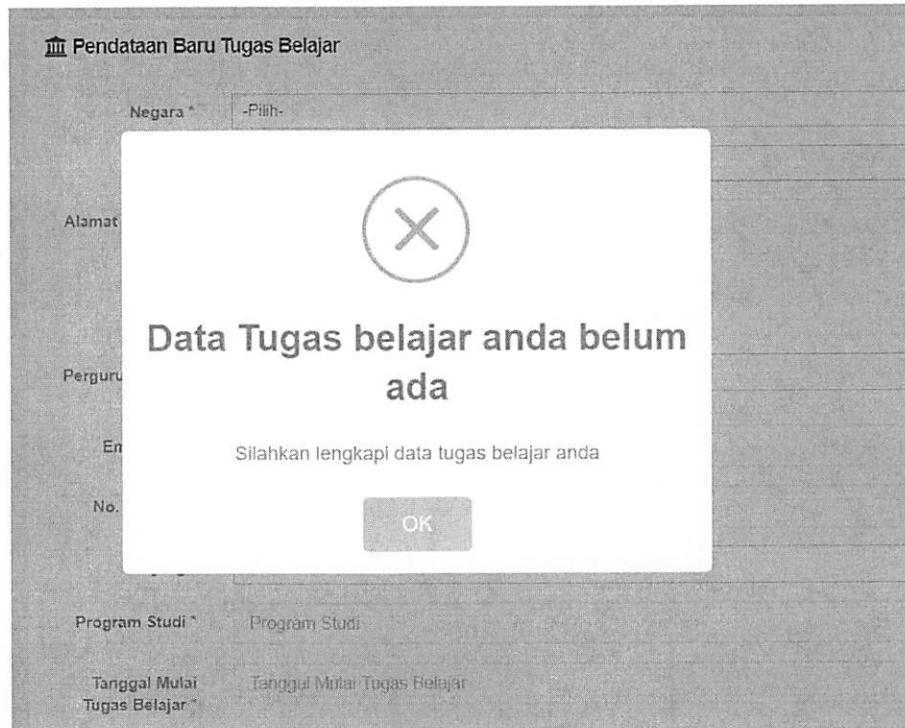 Pendataan Baru Tugas Belajar
Negara *
-Pilih-
Alamat
Data Tugas belajar anda belum
ada
Perguru
Em
Silahkan lengkapi data tugas belajar anda
No.
OK
Program Studi *
Program Studi
Tanggal Mulai
Tugas Belajar *
Tanggal Mulai Tugas Belajar